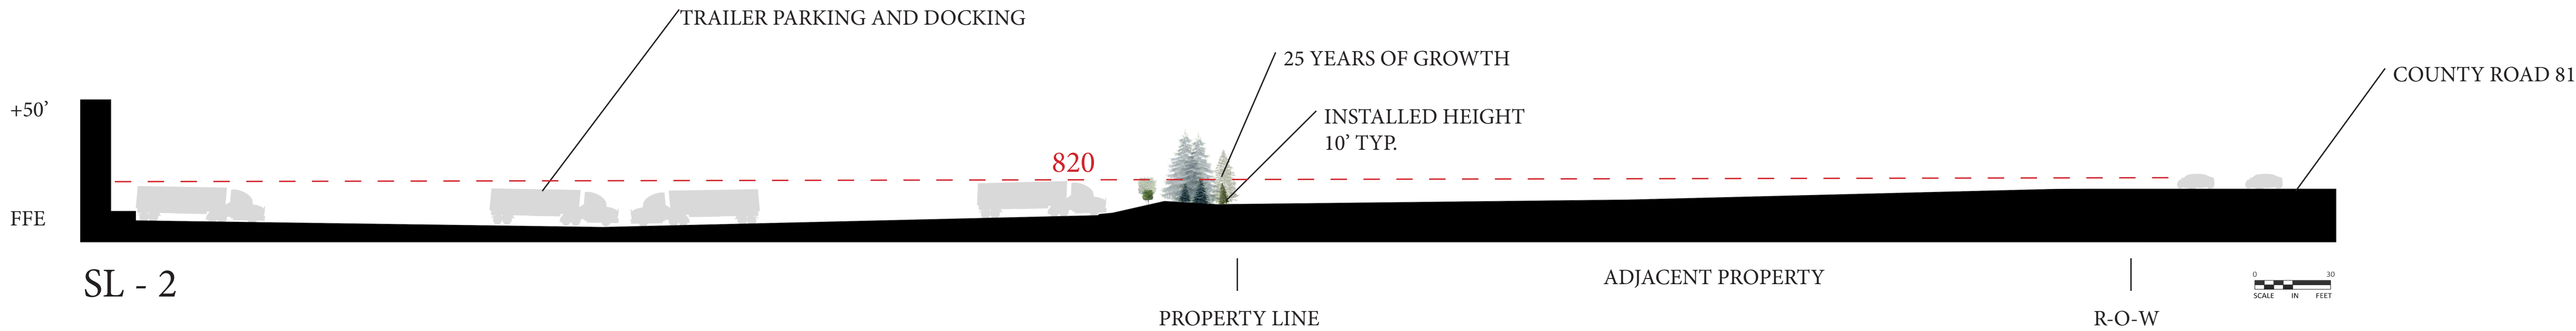 TRAILER PARKING AND DOCKING
25 YEARS OF GROWTH
COUNTY ROAD 81
+50’
INSTALLED HEIGHT
10’ TYP.
820
FFE
SL - 2
ADJACENT PROPERTY
0 30
SCALE IN FEET
PROPERTY LINE
R-O-W